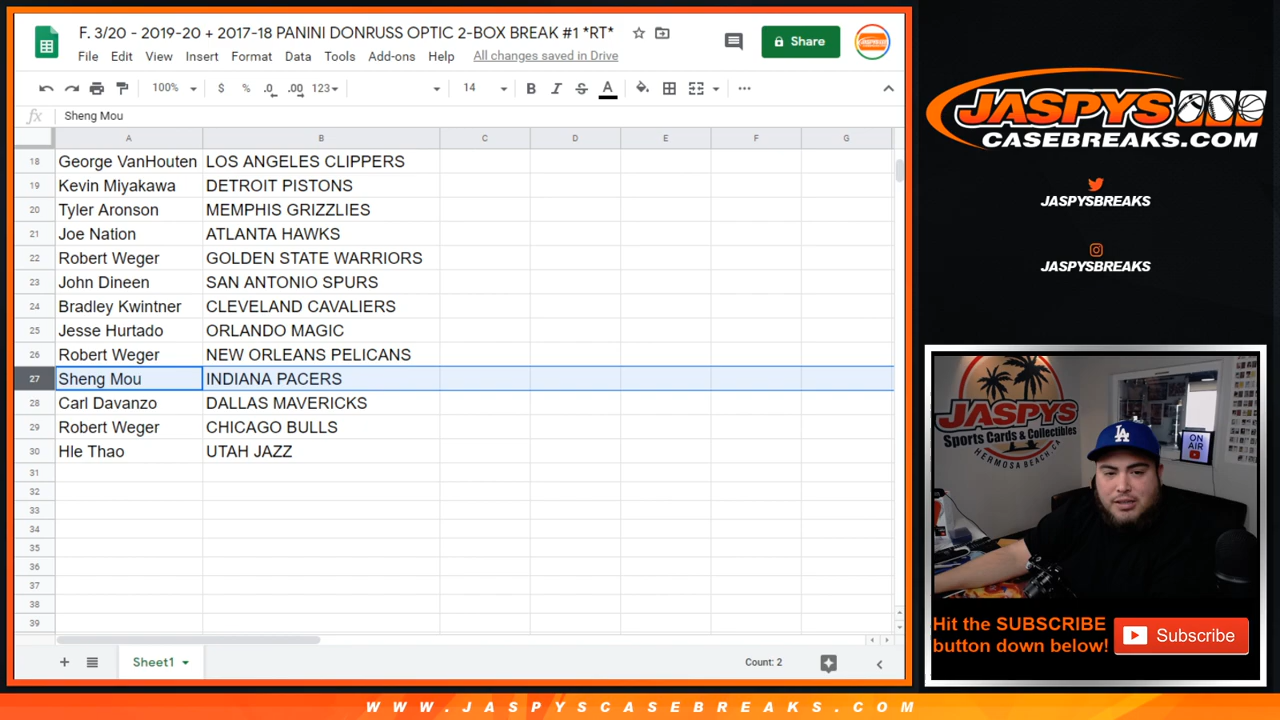 F. 3/20 - 2019-20 + 2017-18 PANINI DONRUSS OPTIC 2-BOX BREAK #1 *RT*
Share
File Edit View Insert Format Data Tools Add-ons Help All changes saved in Drive
100% $ % .0 .00 123 14 B I S A
fx Sheng Mou
A B C D E F G
18 George VanHouten LOS ANGELES CLIPPERS
19 Kevin Miyakawa DETROIT PISTONS
20 Tyler Aronson MEMPHIS GRIZZLIES
21 Joe Nation ATLANTA HAWKS
22 Robert Weger GOLDEN STATE WARRIORS
23 John Dineen SAN ANTONIO SPURS
24 Bradley Kwintner CLEVELAND CAVALIERS
25 Jesse Hurtado ORLANDO MAGIC
26 Robert Weger NEW ORLEANS PELICANS
27 Sheng Mou INDIANA PACERS
28 Carl Davanzo DALLAS MAVERICKS
29 Robert Weger CHICAGO BULLS
30 Hle Thao UTAH JAZZ
31
32
33
34
35
36
37
38
39
Sheet1
Count: 2
JASPYS
CASEBREAKS.COM
JASPYSBREAKS
JASPYSBREAKS
JASPYS
Sports Cards & Collectibles
HERMOSA BEACH CA
LA
ON
AIR
Hit the SUBSCRIBE
button down below!
Subscribe
WWW.JASPYSCASEBREAKS.COM